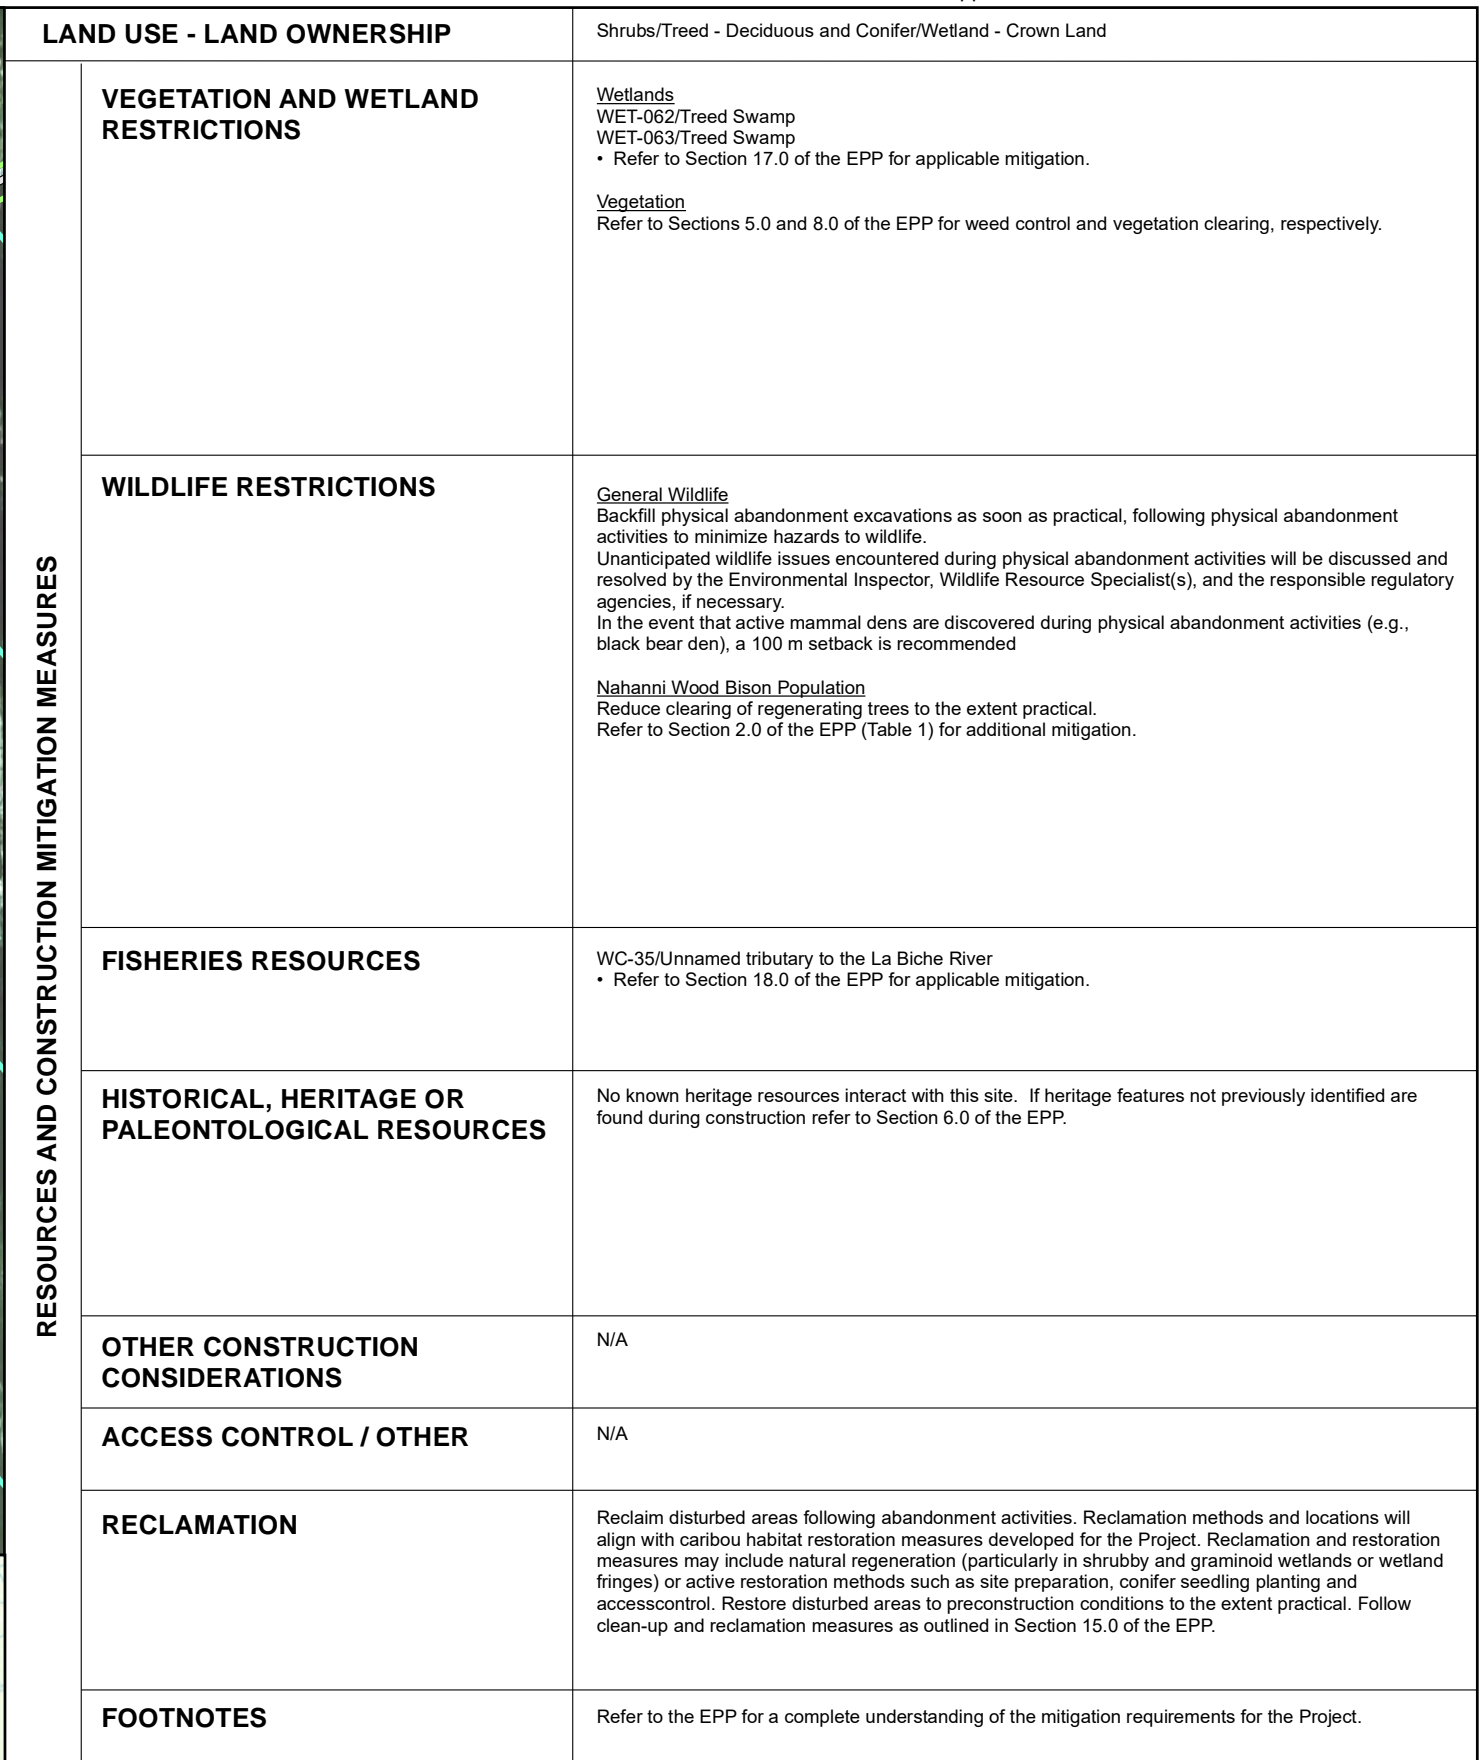 LAND USE - LAND OWNERSHIP
Shrubs/Treed - Deciduous and Conifer/Wetland - Crown Land
RESOURCES AND CONSTRUCTION MITIGATION MEASURES
VEGETATION AND WETLAND
RESTRICTIONS
Wetlands
WET-062/Treed Swamp
WET-063/Treed Swamp
• Refer to Section 17.0 of the EPP for applicable mitigation.
Vegetation
Refer to Sections 5.0 and 8.0 of the EPP for weed control and vegetation clearing, respectively.
WILDLIFE RESTRICTIONS
General Wildlife
Backfill physical abandonment excavations as soon as practical, following physical abandonment
activities to minimize hazards to wildlife.
Unanticipated wildlife issues encountered during physical abandonment activities will be discussed and
resolved by the Environmental Inspector, Wildlife Resource Specialist(s), and the responsible regulatory
agencies, if necessary.
In the event that active mammal dens are discovered during physical abandonment activities (e.g.,
black bear den), a 100 m setback is recommended
Nahanni Wood Bison Population
Reduce clearing of regenerating trees to the extent practical.
Refer to Section 2.0 of the EPP (Table 1) for additional mitigation.
FISHERIES RESOURCES
WC-35/Unnamed tributary to the La Biche River
• Refer to Section 18.0 of the EPP for applicable mitigation.
HISTORICAL, HERITAGE OR
PALEONTOLOGICAL RESOURCES
No known heritage resources interact with this site.  If heritage features not previously identified are
found during construction refer to Section 6.0 of the EPP.
OTHER CONSTRUCTION
CONSIDERATIONS
N/A
ACCESS CONTROL / OTHER
N/A
RECLAMATION
Reclaim disturbed areas following abandonment activities. Reclamation methods and locations will
align with caribou habitat restoration measures developed for the Project. Reclamation and restoration
measures may include natural regeneration (particularly in shrubby and graminoid wetlands or wetland
fringes) or active restoration methods such as site preparation, conifer seedling planting and
accesscontrol. Restore disturbed areas to preconstruction conditions to the extent practical. Follow
clean-up and reclamation measures as outlined in Section 15.0 of the EPP.
FOOTNOTES
Refer to the EPP for a complete understanding of the mitigation requirements for the Project.